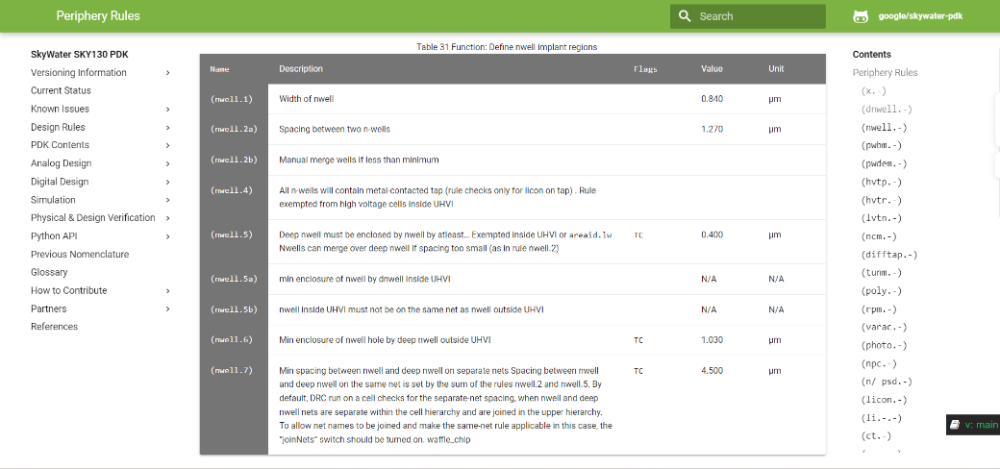 Periphery Rules
Search
google/skywater-pdk
SkyWater SKY130 PDK
Versioning Information
Current Status
Known Issues
Design Rules
PDK Contents
Analog Design
Digital Design
Simulation
Physical & Design Verification
Python API
Previous Nomenclature
Glossary
How to Contribute
Partners
References
Table 31 Function: Define nwell implant regions
Name Description Flags Value Unit
(nwell.1) Width of nwell 0.840 µm
(nwell.2a) Spacing between two n-wells 1.270 µm
(nwell.2b) Manual merge wells if less than minimum
(nwell.4) All n-wells will contain metal-contacted tap (rule checks only for licon on tap) . Rule
exempted from high voltage cells inside UHVI
(nwell.5) Deep nwell must be enclosed by nwell by atleast… Exempted inside UHVI or areaid.lw TC 0.400 µm
Nwells can merge over deep nwell if spacing too small (as in rule nwell.2)
(nwell.5a) min enclosure of nwell by dnwell inside UHVI N/A N/A
(nwell.5b) nwell inside UHVI must not be on the same net as nwell outside UHVI N/A N/A
(nwell.6) Min enclosure of nwell hole by deep nwell outside UHVI TC 1.030 µm
(nwell.7) Min spacing between nwell and deep nwell on separate nets Spacing between nwell TC 4.500 µm
and deep nwell on the same net is set by the sum of the rules nwell.2 and nwell.5. By
default, DRC run on a cell checks for the separate-net spacing, when nwell and deep
nwell nets are separate within the cell hierarchy and are joined in the upper hierarchy.
To allow net names to be joined and make the same-net rule applicable in this case, the
"joinNets" switch should be turned on. waffle_chip
Contents
Periphery Rules
(x.-)
(dnwell.-)
(nwell.-)
(pwbm.-)
(pwdem.-)
(hvtp.-)
(hvtr.-)
(lvtn.-)
(ncm.-)
(difftap.-)
(tunm.-)
(poly.-)
(rpm.-)
(varac.-)
(photo.-)
(npc.-)
(n/ psd.-)
(licon.-)
(li.-.-)
(ct.-)
v: main